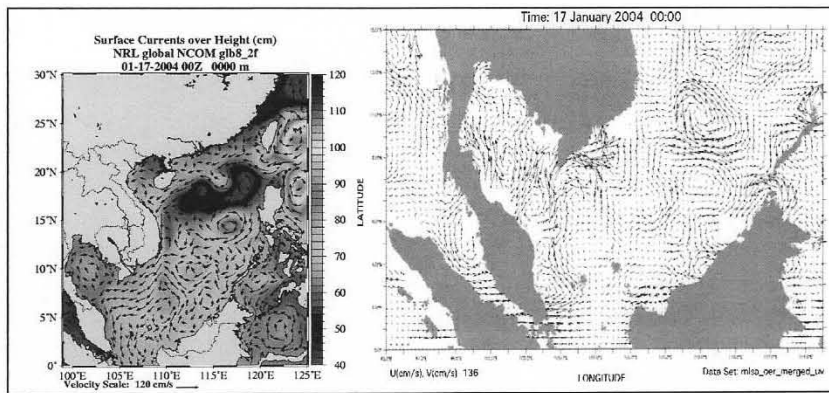 Surface Currents over Height (cm)
NRL global NCOM glb8_2f
01-17-2004 00Z 0000 m
30°N
25°N
20°N
15°N
10°N
5°N
0°
100°E 105°E 110°E 115°E 120°E 125°E
Velocity Scale: 120 cm/s
120
110
100
90
80
70
60
50
40
Time: 17 January 2004 00:00
LATITUDE
U(cm/s), V(cm/s) 136
LONGITUDE
Data Set: mlso_oer_merged_uv